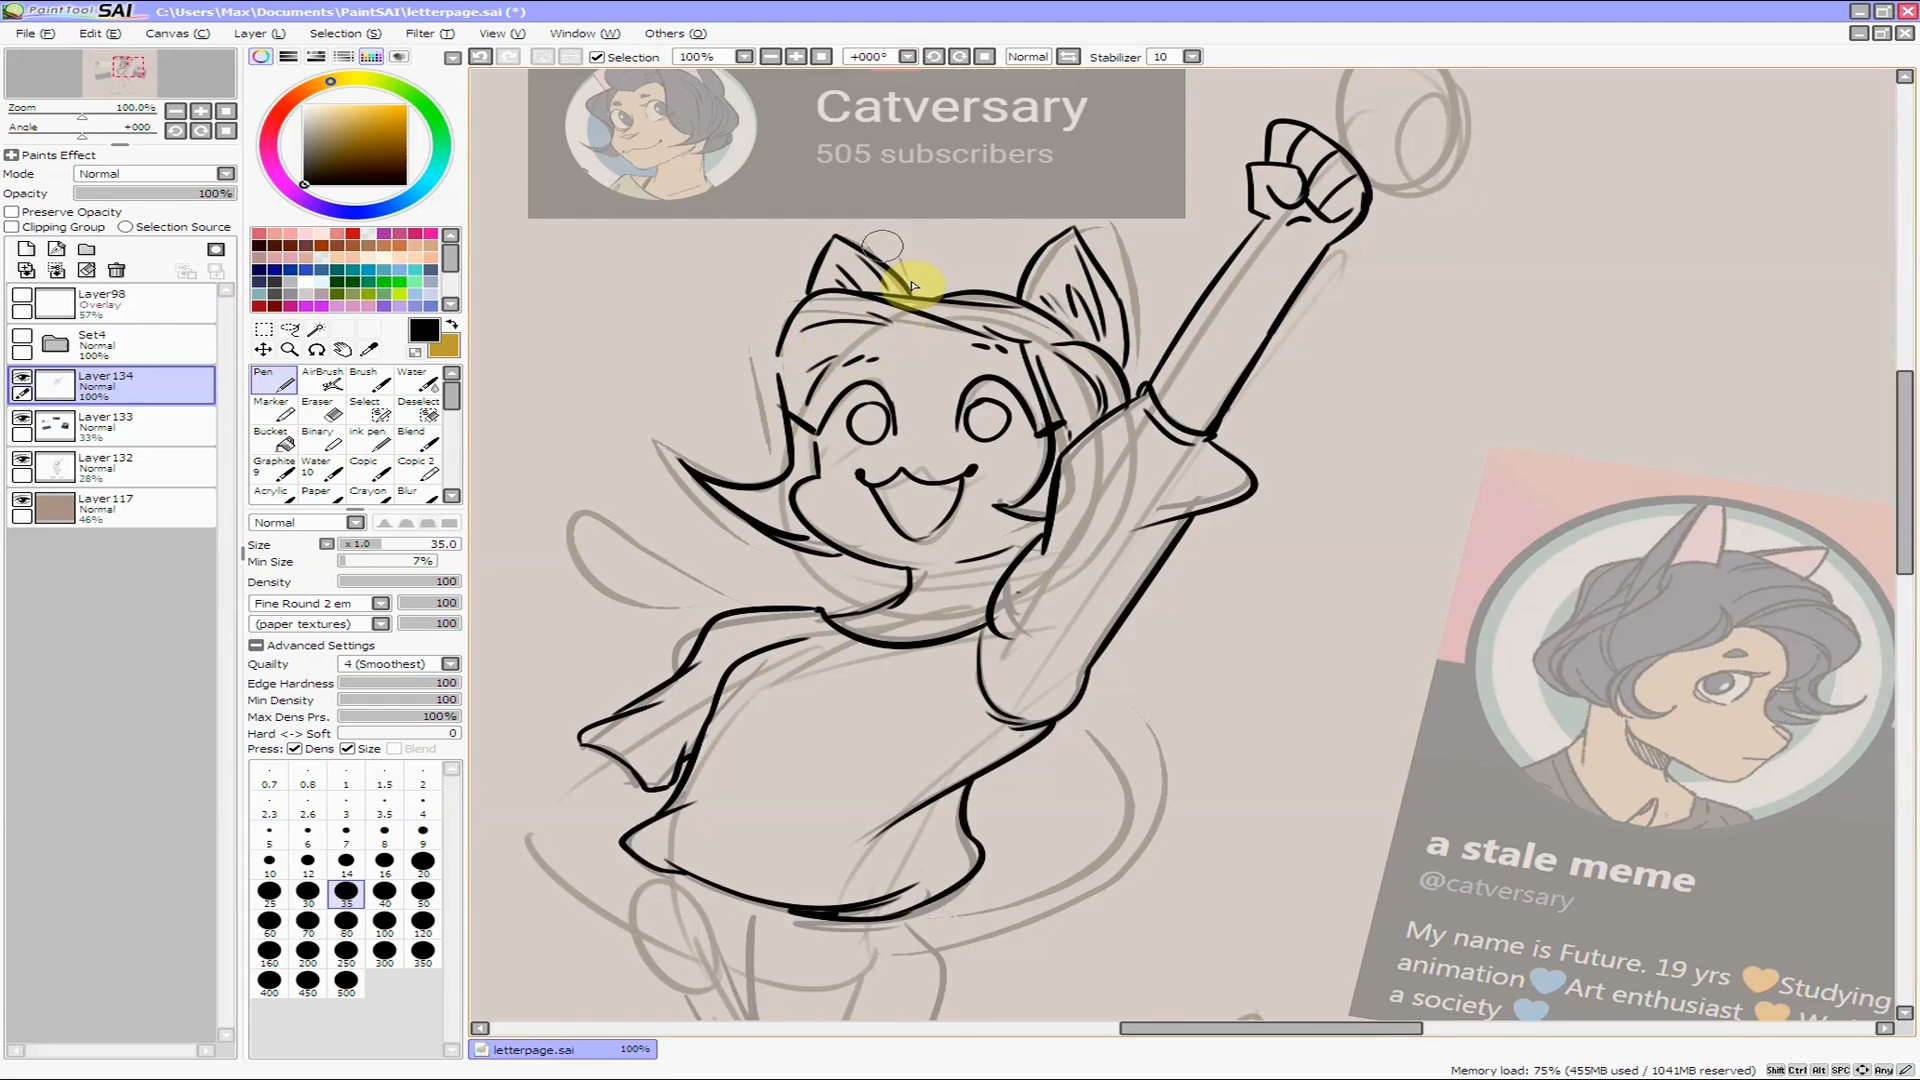 PaintTool SAI C:\Users\Max\Documents\PaintSAI\letterpage.sai (*)
File (F) Edit (E) Canvas (C) Layer (L) Selection (S) Filter (T) View (V) Window (W) Others (O)
Selection 100% +000° Normal Stabilizer 10
Zoom 100.0%
Angle +000
Paints Effect
Mode Normal
Opacity 100%
Preserve Opacity
Clipping Group Selection Source
Layer98
Overlay
57%
Set4
Normal
100%
Layer134
Normal
100%
Layer133
Normal
33%
Layer132
Normal
28%
Layer117
Normal
46%
Pen AirBrush Brush Water
Marker Eraser Select Deselect
Bucket Binary ink pen Blend
Graphite 9 Water 10 Copic Copic 2
Acrylic Paper Crayon Blur
Normal
Size x 1.0 35.0
Min Size 7%
Density 100
Fine Round 2 em 100
(paper textures) 100
Advanced Settings
Quality 4 (Smoothest)
Edge Hardness 100
Min Density 100
Max Dens Prs. 100%
Hard <-> Soft 0
Press: Dens Size Blend
0.7 0.8 1 1.5 2
2.3 2.6 3 3.5 4
5 6 7 8 9
10 12 14 16 20
25 30 35 40 50
60 70 80 100 120
160 200 250 300 350
400 450 500
Catversary
505 subscribers
a stale meme
@catversary
My name is Future. 19 yrs Studying
animation Art enthusiast
a society
letterpage.sai 100%
Memory load: 75% (455MB used / 1041MB reserved) Shift Ctrl Alt SPC Any